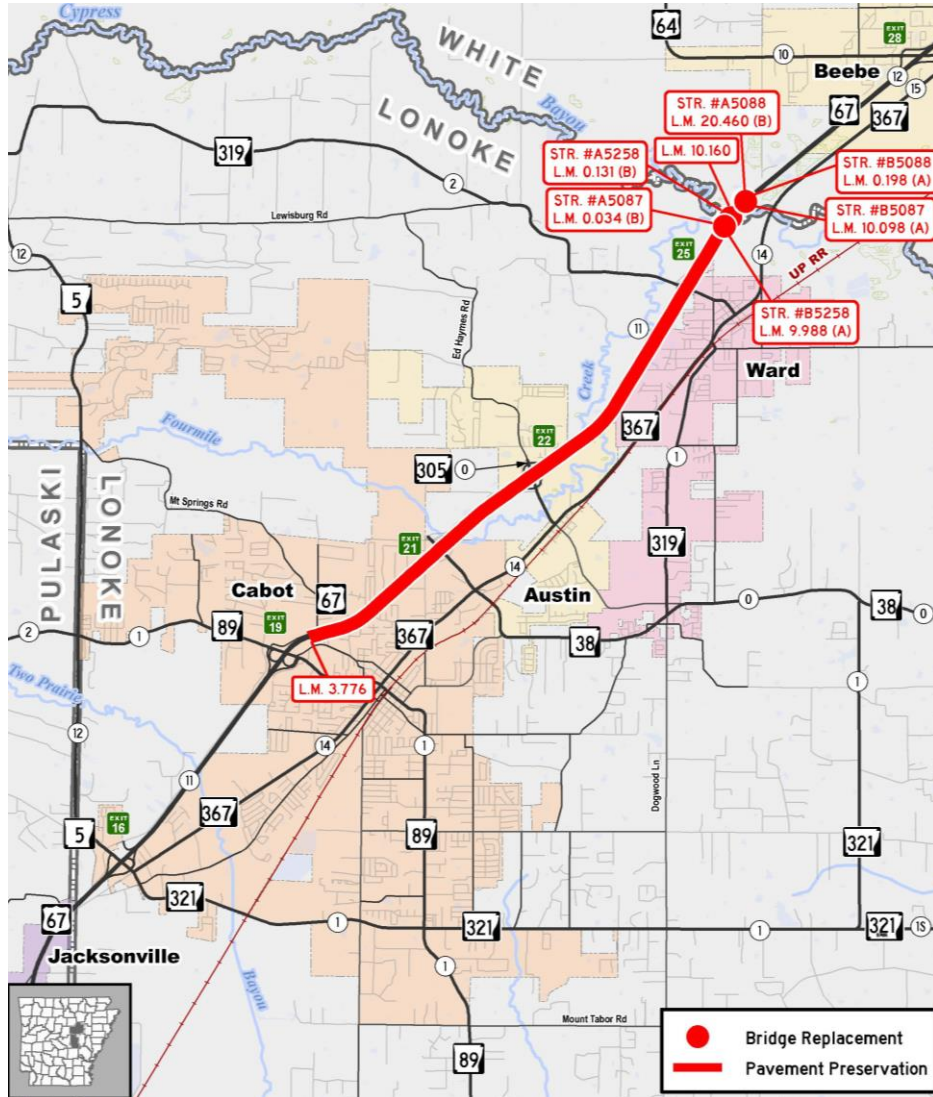 Cypress
WHITE
Bayou
LONOKE
64
EXIT 28
10
Beebe
12
15
67
367
STR. #A5088
L.M. 20.460 (B)
319
STR. #A5258
L.M. 0.131 (B)
L.M. 10.160
STR. #B5088
L.M. 0.198 (A)
2
STR. #A5087
L.M. 0.034 (B)
STR. #B5087
L.M. 10.098 (A)
Lewisburg Rd
12
EXIT 25
14
UP RR
5
Ed Haymes Rd
11
STR. #B5258
L.M. 9.988 (A)
Ward
Creek
Fourmile
367
EXIT 22
305
0
1
PULASKI
LONOKE
Mt Springs Rd
319
EXIT 21
14
Cabot
67
Austin
0
38
0
2
1
89
EXIT 19
367
38
Two Prairie
L.M. 3.776
1
12
14
1
Dogwood Ln
11
367
5
EXIT 16
89
321
321
1
321
1
321
1S
67
Jacksonville
Bayou
1
Mount Tabor Rd
89
Bridge Replacement
Pavement Preservation